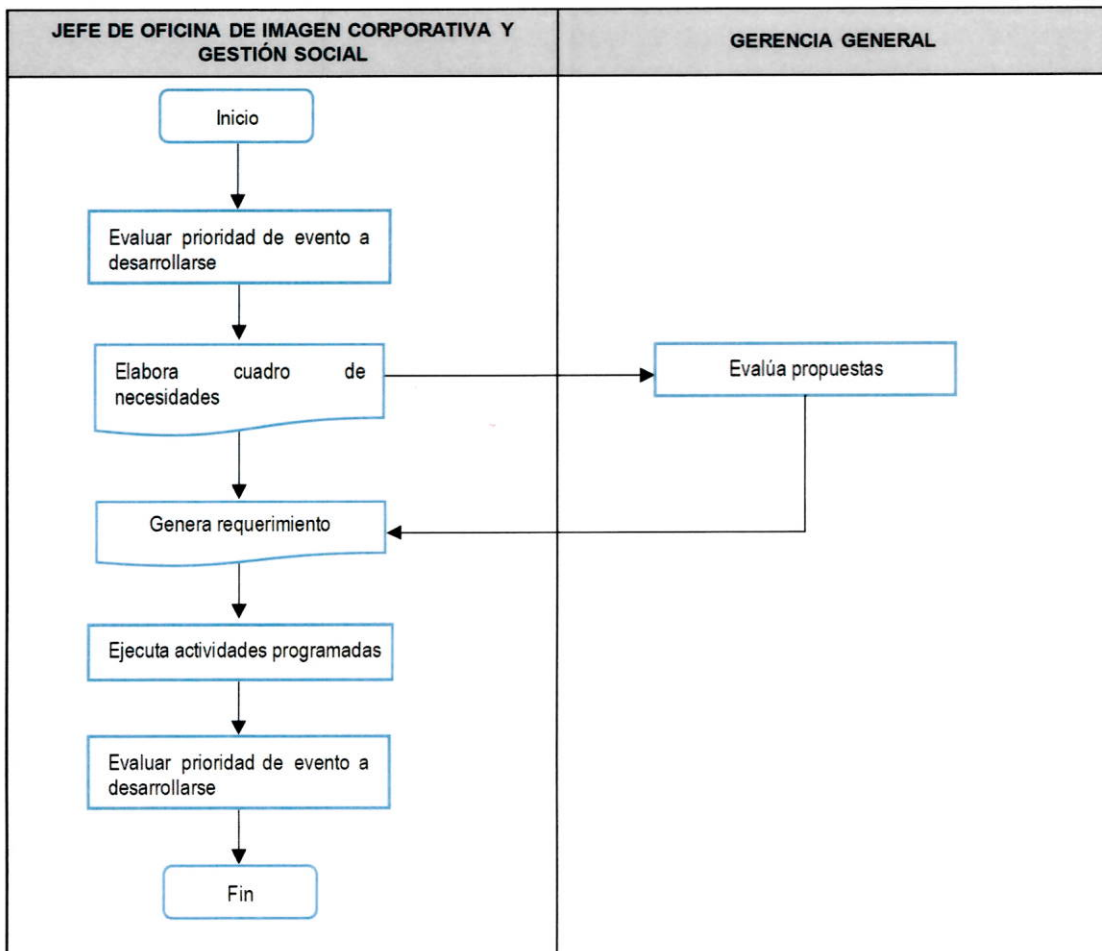 JEFE DE OFICINA DE IMAGEN CORPORATIVA Y
GESTIÓN SOCIAL
GERENCIA GENERAL
Inicio
Evaluar prioridad de evento a
desarrollarse
Elabora cuadro de
necesidades
Evalúa propuestas
Genera requerimiento
Ejecuta actividades programadas
Evaluar prioridad de evento a
desarrollarse
Fin